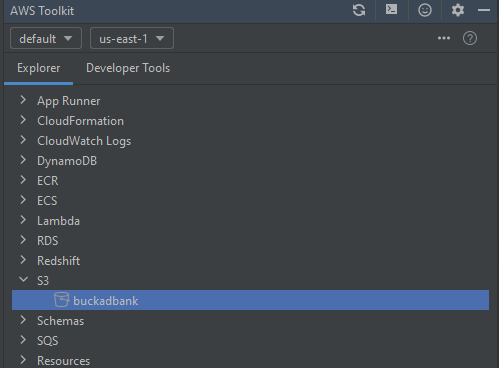 AWS Toolkit
default us-east-1
Explorer Developer Tools
App Runner
CloudFormation
CloudWatch Logs
DynamoDB
ECR
ECS
Lambda
RDS
Redshift
S3
buckadbank
Schemas
SQS
Resources